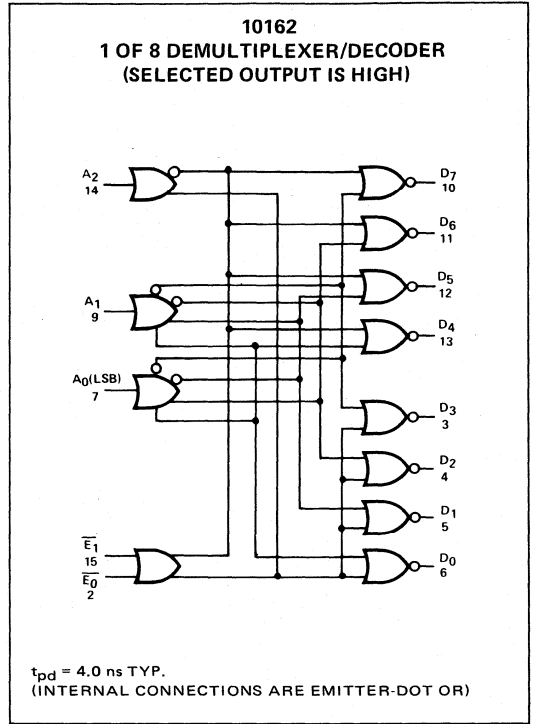 10162
1 OF 8 DEMULTIPLEXER/DECODER
(SELECTED OUTPUT IS HIGH)
A2
14
A1
9
A0(LSB)
7
E1
15
E0
2
D7
10
D6
11
D5
12
D4
13
D3
3
D2
4
D1
5
D0
6
tpd = 4.0 ns TYP.
(INTERNAL CONNECTIONS ARE EMITTER-DOT OR)